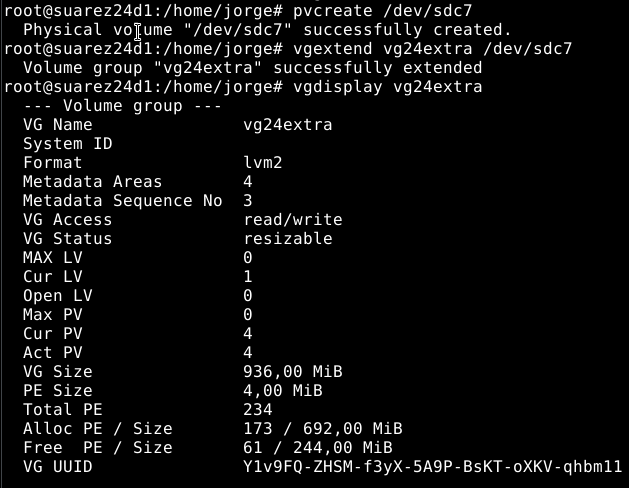 root@suarez24d1:/home/jorge# pvcreate /dev/sdc7
  Physical volume "/dev/sdc7" successfully created.
root@suarez24d1:/home/jorge# vgextend vg24extra /dev/sdc7
  Volume group "vg24extra" successfully extended
root@suarez24d1:/home/jorge# vgdisplay vg24extra
  --- Volume group ---
  VG Name               vg24extra
  System ID
  Format                lvm2
  Metadata Areas        4
  Metadata Sequence No  3
  VG Access             read/write
  VG Status             resizable
  MAX LV                0
  Cur LV                1
  Open LV               0
  Max PV                0
  Cur PV                4
  Act PV                4
  VG Size               936,00 MiB
  PE Size               4,00 MiB
  Total PE              234
  Alloc PE / Size       173 / 692,00 MiB
  Free  PE / Size       61 / 244,00 MiB
  VG UUID               Y1v9FQ-ZHSM-f3yX-5A9P-BsKT-oXKV-qhbm11